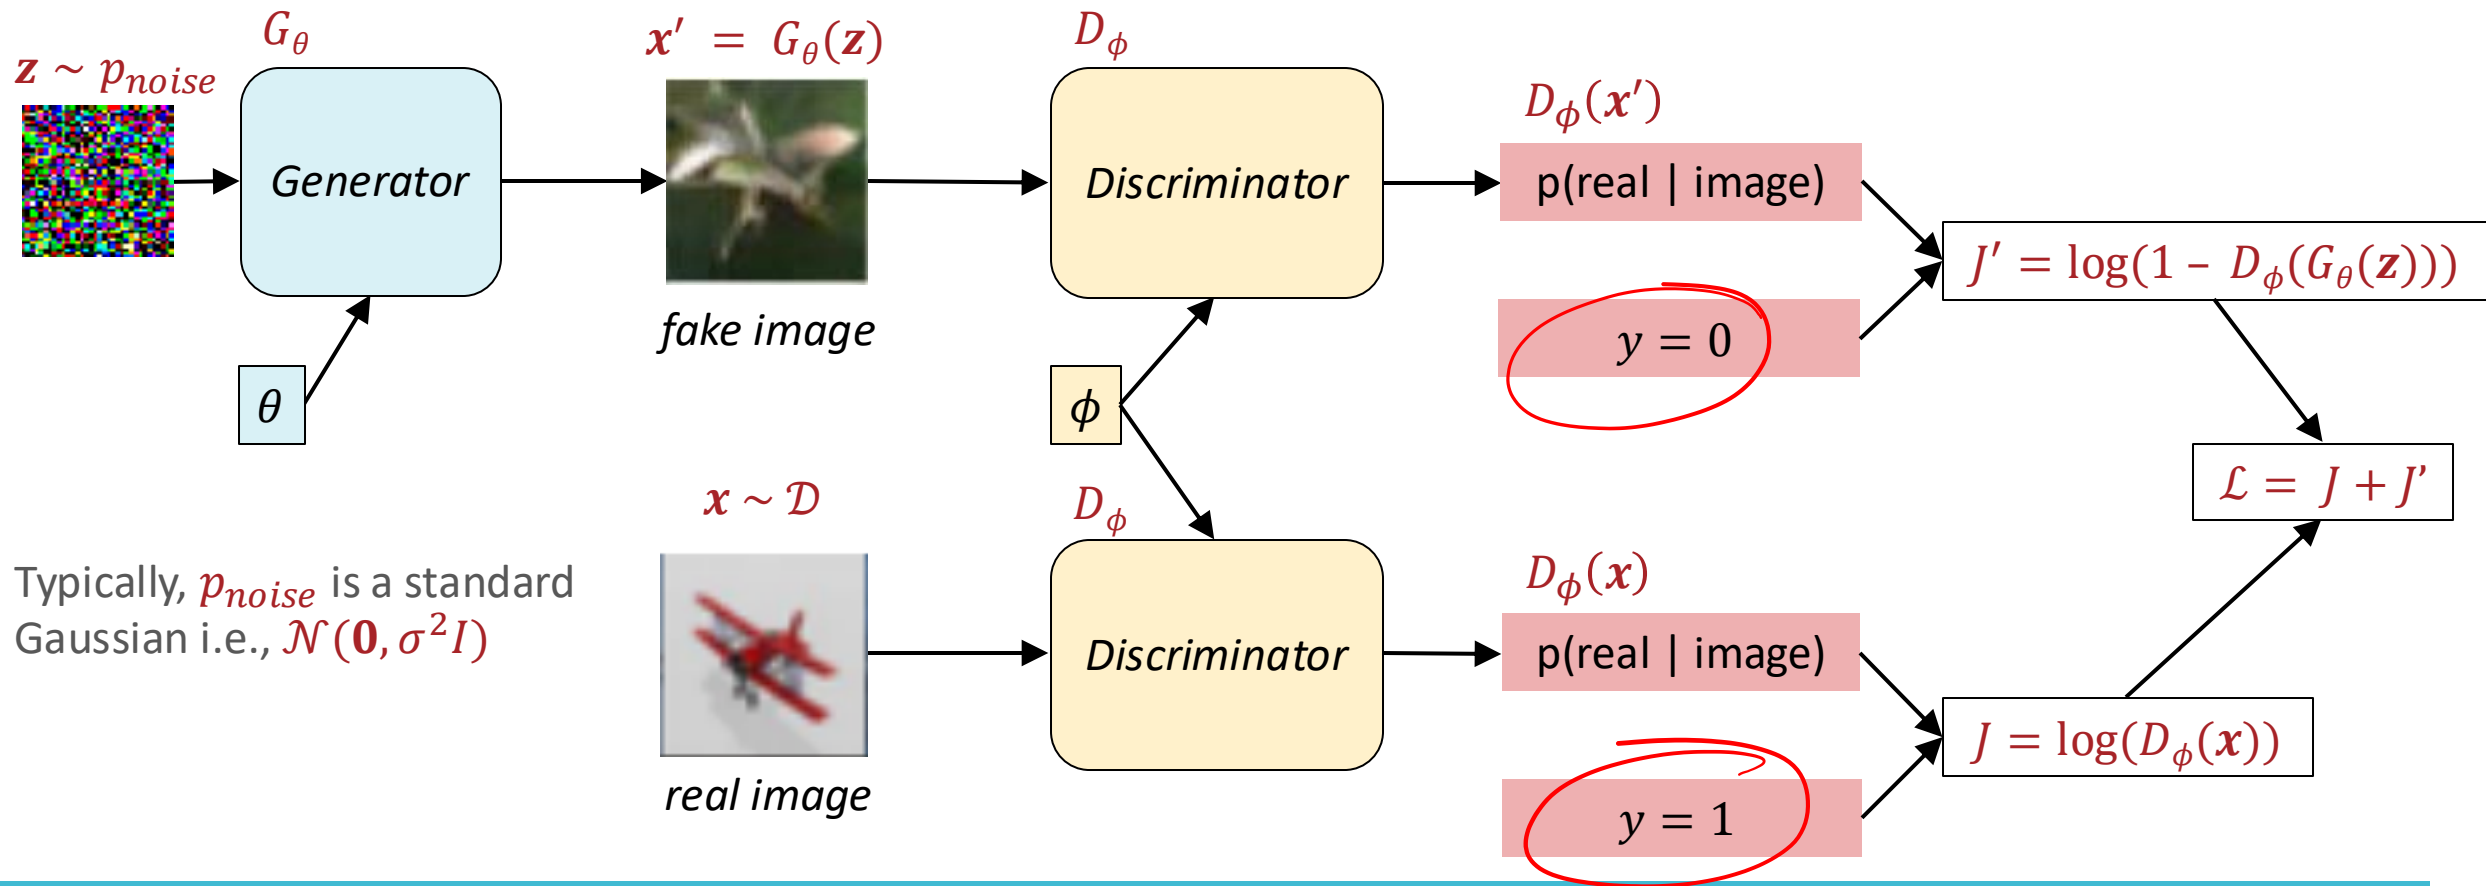 G_θ
z ~ p_noise
x′ = G_θ(z)
D_ϕ
Generator
Discriminator
D_ϕ(x′)
p(real | image)
y = 0
J′ = log(1 – D_ϕ(G_θ(z)))
fake image
θ
ϕ
ℒ = J + J’
x ~ 𝒟
D_ϕ
Typically, p_noise is a standard
Gaussian i.e., 𝒩(0, σ²I)
Discriminator
D_ϕ(x)
p(real | image)
y = 1
J = log(D_ϕ(x))
real image